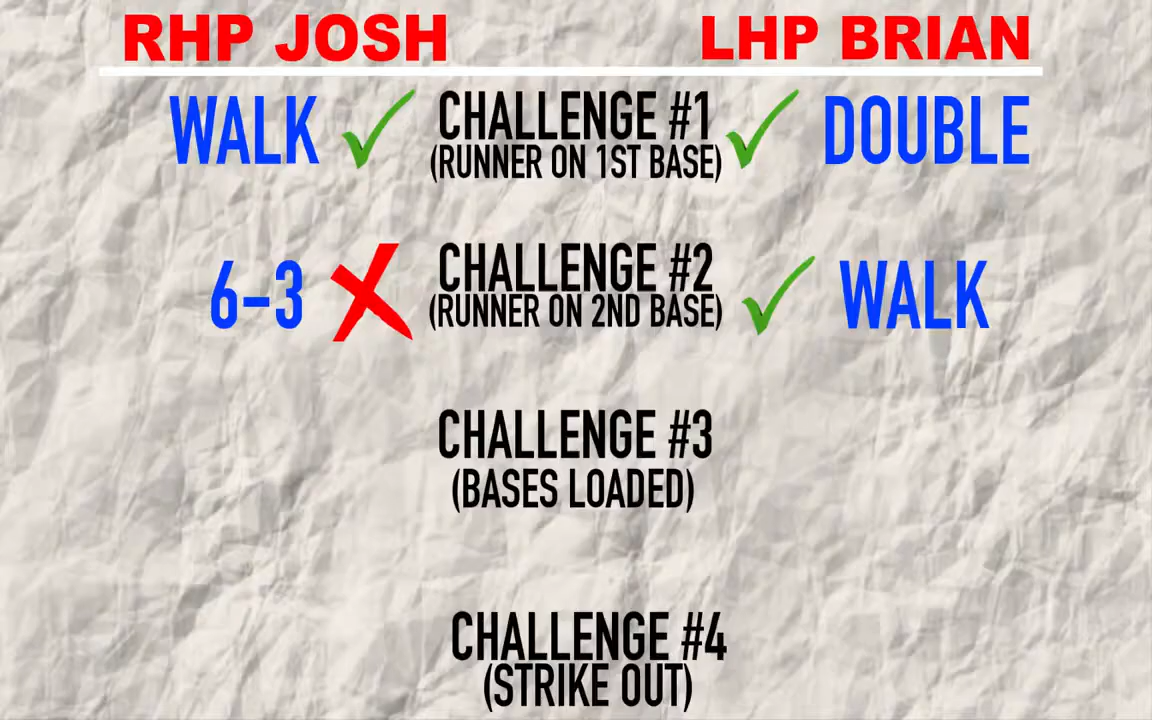 RHP JOSH LHP BRIAN
WALK CHALLENGE #1 DOUBLE
(RUNNER ON 1ST BASE)
6-3 CHALLENGE #2 WALK
(RUNNER ON 2ND BASE)
CHALLENGE #3
(BASES LOADED)
CHALLENGE #4
(STRIKE OUT)